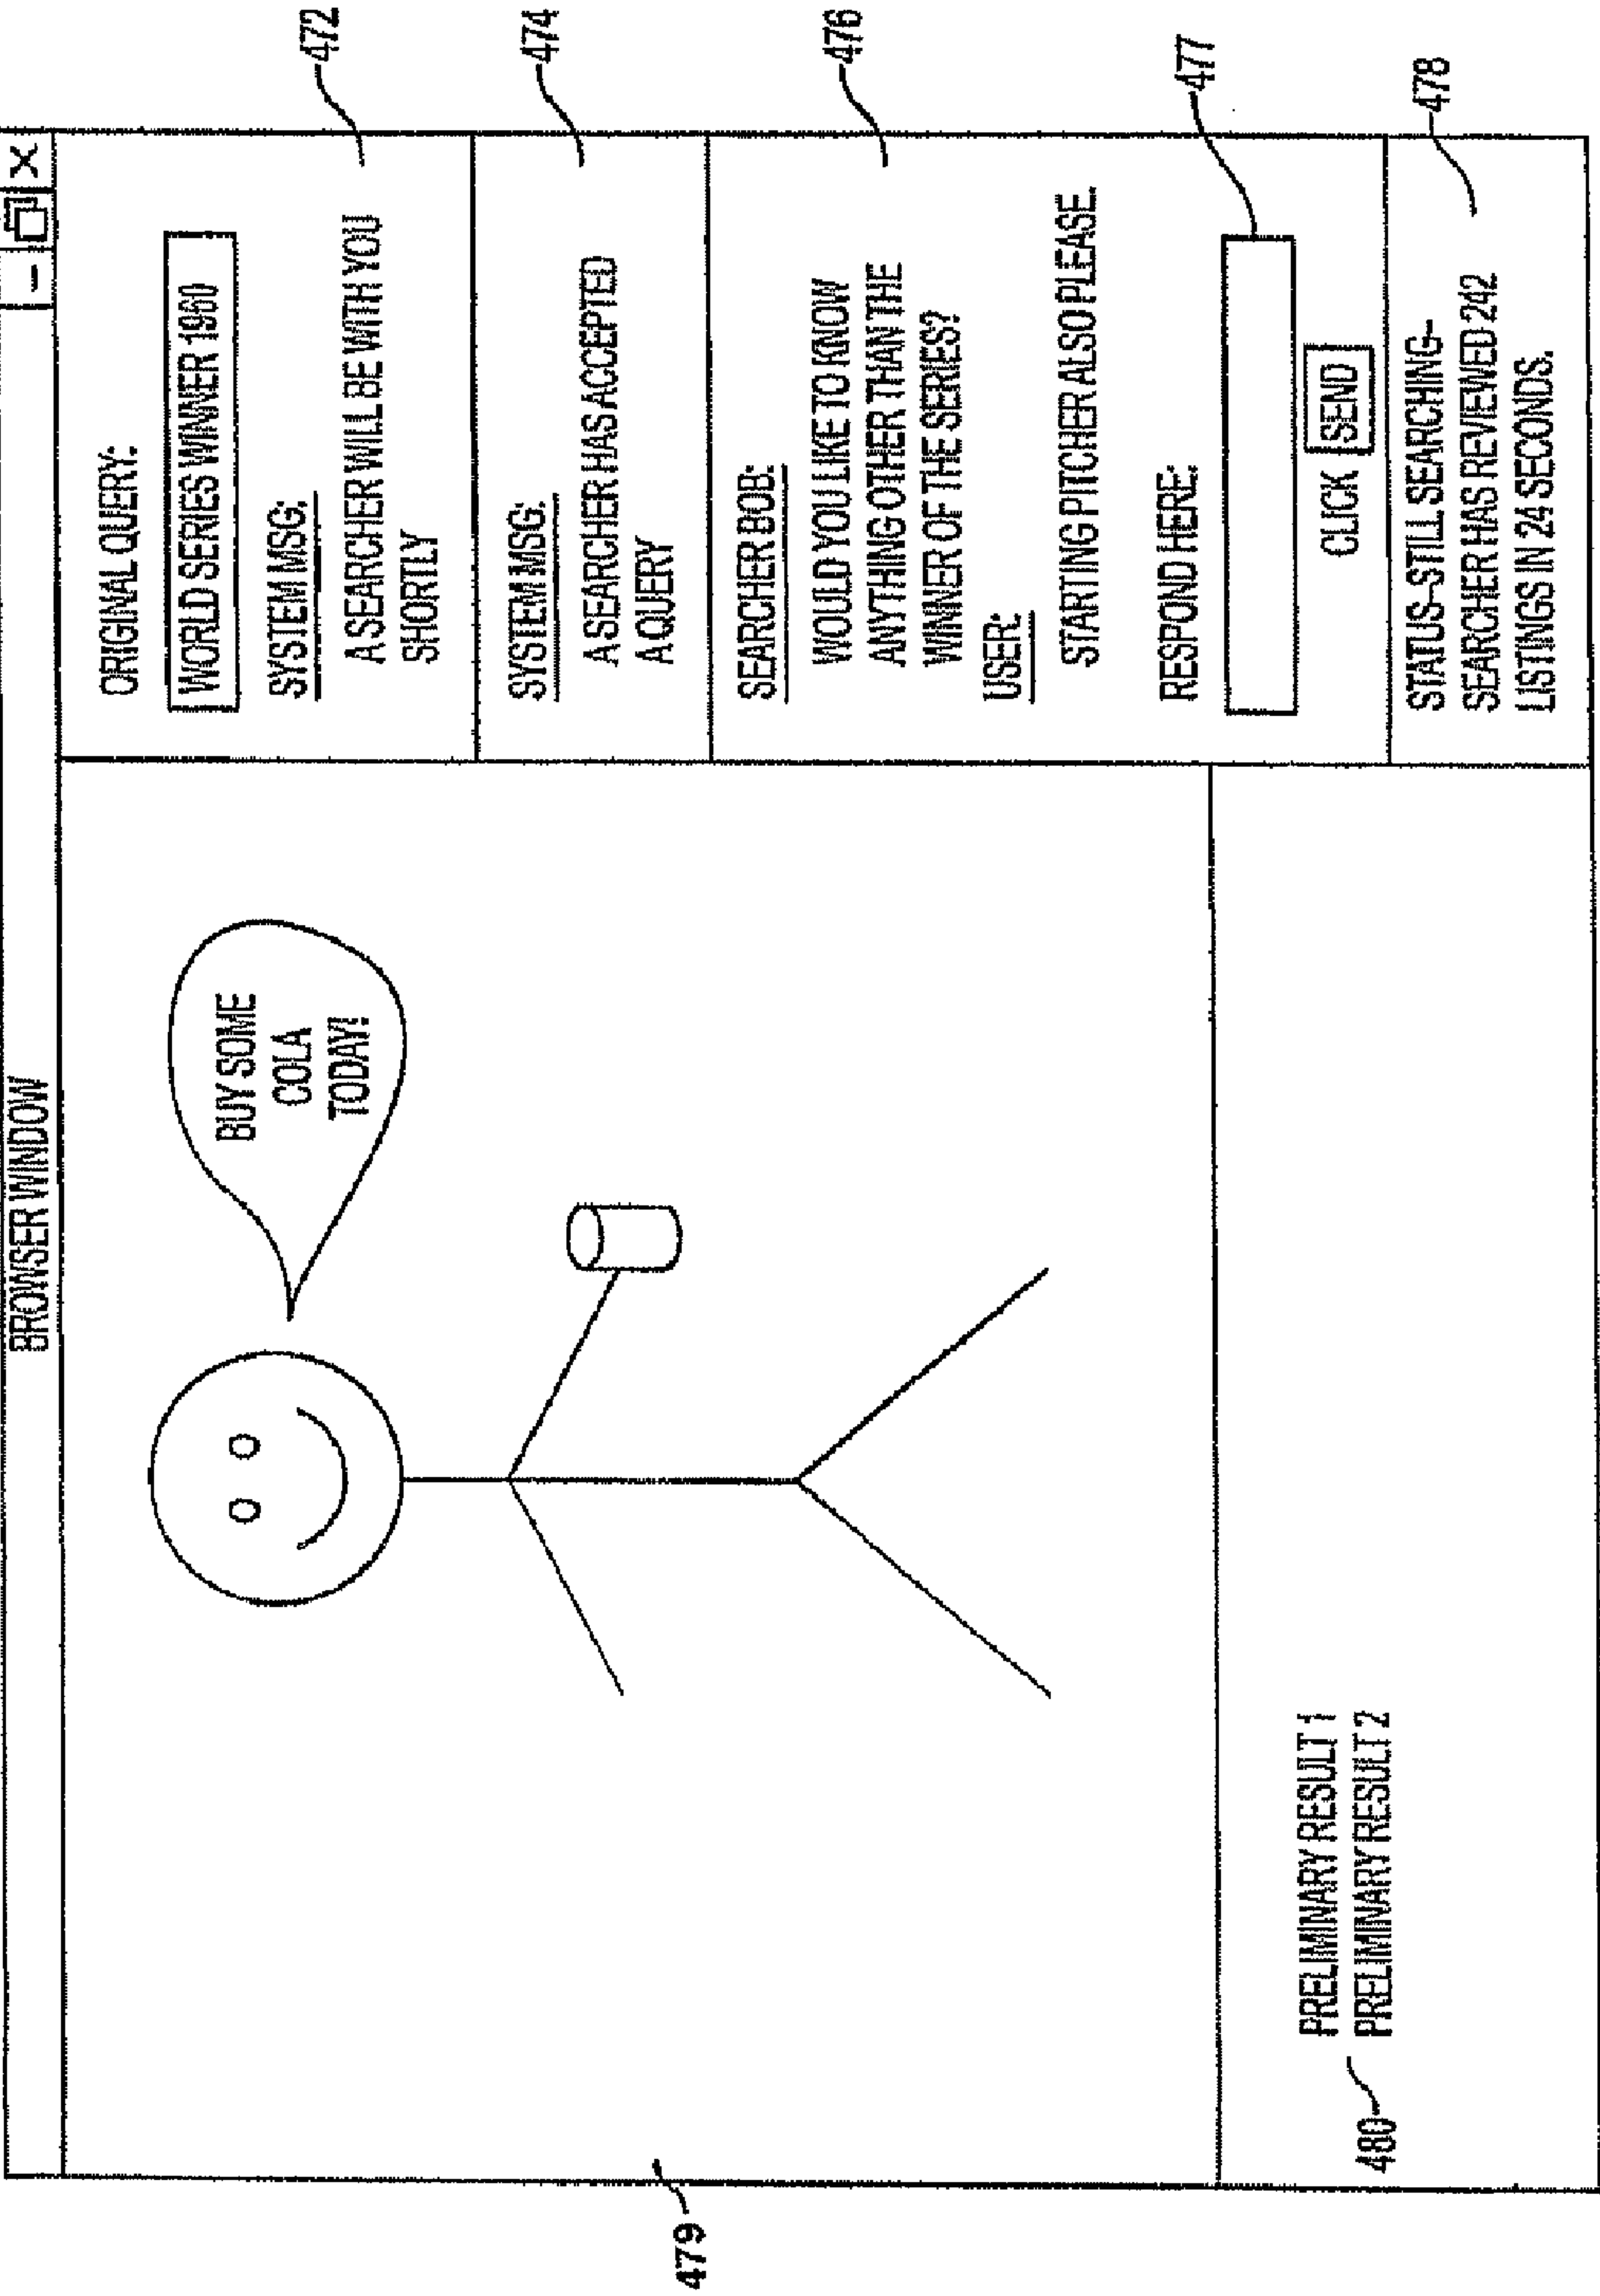 BROWSER WINDOW
BUY SOME
COLA
TODAY!
479
PRELIMINARY RESULT 1
PRELIMINARY RESULT 2
480
ORIGINAL QUERY:
WORLD SERIES WINNER 1960
SYSTEM MSG:
A SEARCHER WILL BE WITH YOU
SHORTLY
472
SYSTEM MSG:
A SEARCHER HAS ACCEPTED
A QUERY
474
SEARCHER BOB:
WOULD YOU LIKE TO KNOW
ANYTHING OTHER THAN THE
WINNER OF THE SERIES?
USER:
STARTING PITCHER ALSO PLEASE.
476
RESPOND HERE:
477
CLICK SEND
STATUS-STILL SEARCHING-
SEARCHER HAS REVIEWED 242
LISTINGS IN 24 SECONDS.
478